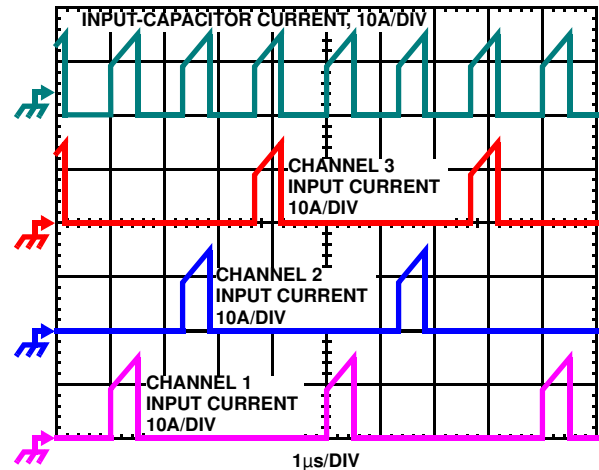 INPUT-CAPACITOR CURRENT, 10A/DIV
CHANNEL 3
INPUT CURRENT
10A/DIV
CHANNEL 2
INPUT CURRENT
10A/DIV
CHANNEL 1
INPUT CURRENT
10A/DIV
1μs/DIV